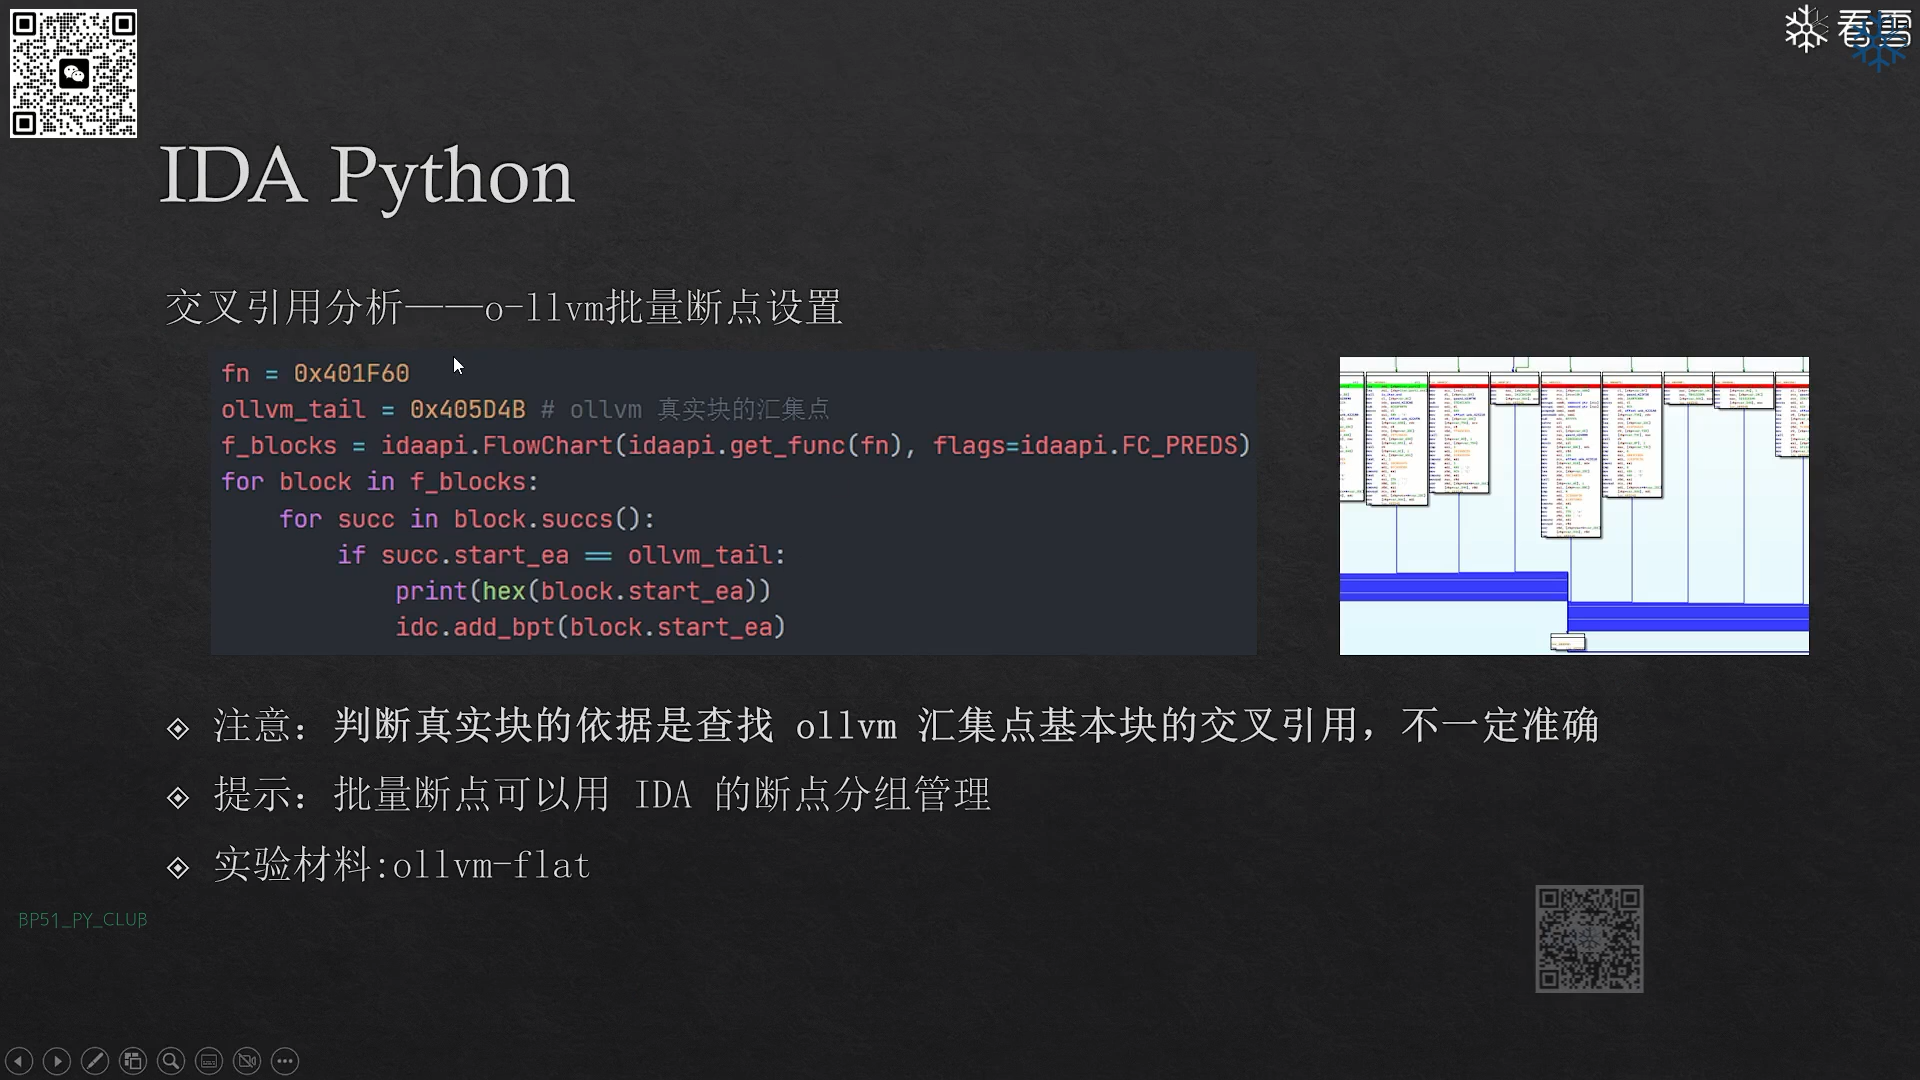 看雪
IDA Python
交叉引用分析——o-llvm批量断点设置
fn = 0x401F60
ollvm_tail = 0x405D4B # ollvm 真实块的汇集点
f_blocks = idaapi.FlowChart(idaapi.get_func(fn), flags=idaapi.FC_PREDS)
for block in f_blocks:
    for succ in block.succs():
        if succ.start_ea == ollvm_tail:
            print(hex(block.start_ea))
            idc.add_bpt(block.start_ea)
注意：判断真实块的依据是查找 ollvm 汇集点基本块的交叉引用，不一定准确
提示：批量断点可以用 IDA 的断点分组管理
实验材料:ollvm-flat
BP51_PY_CLUB